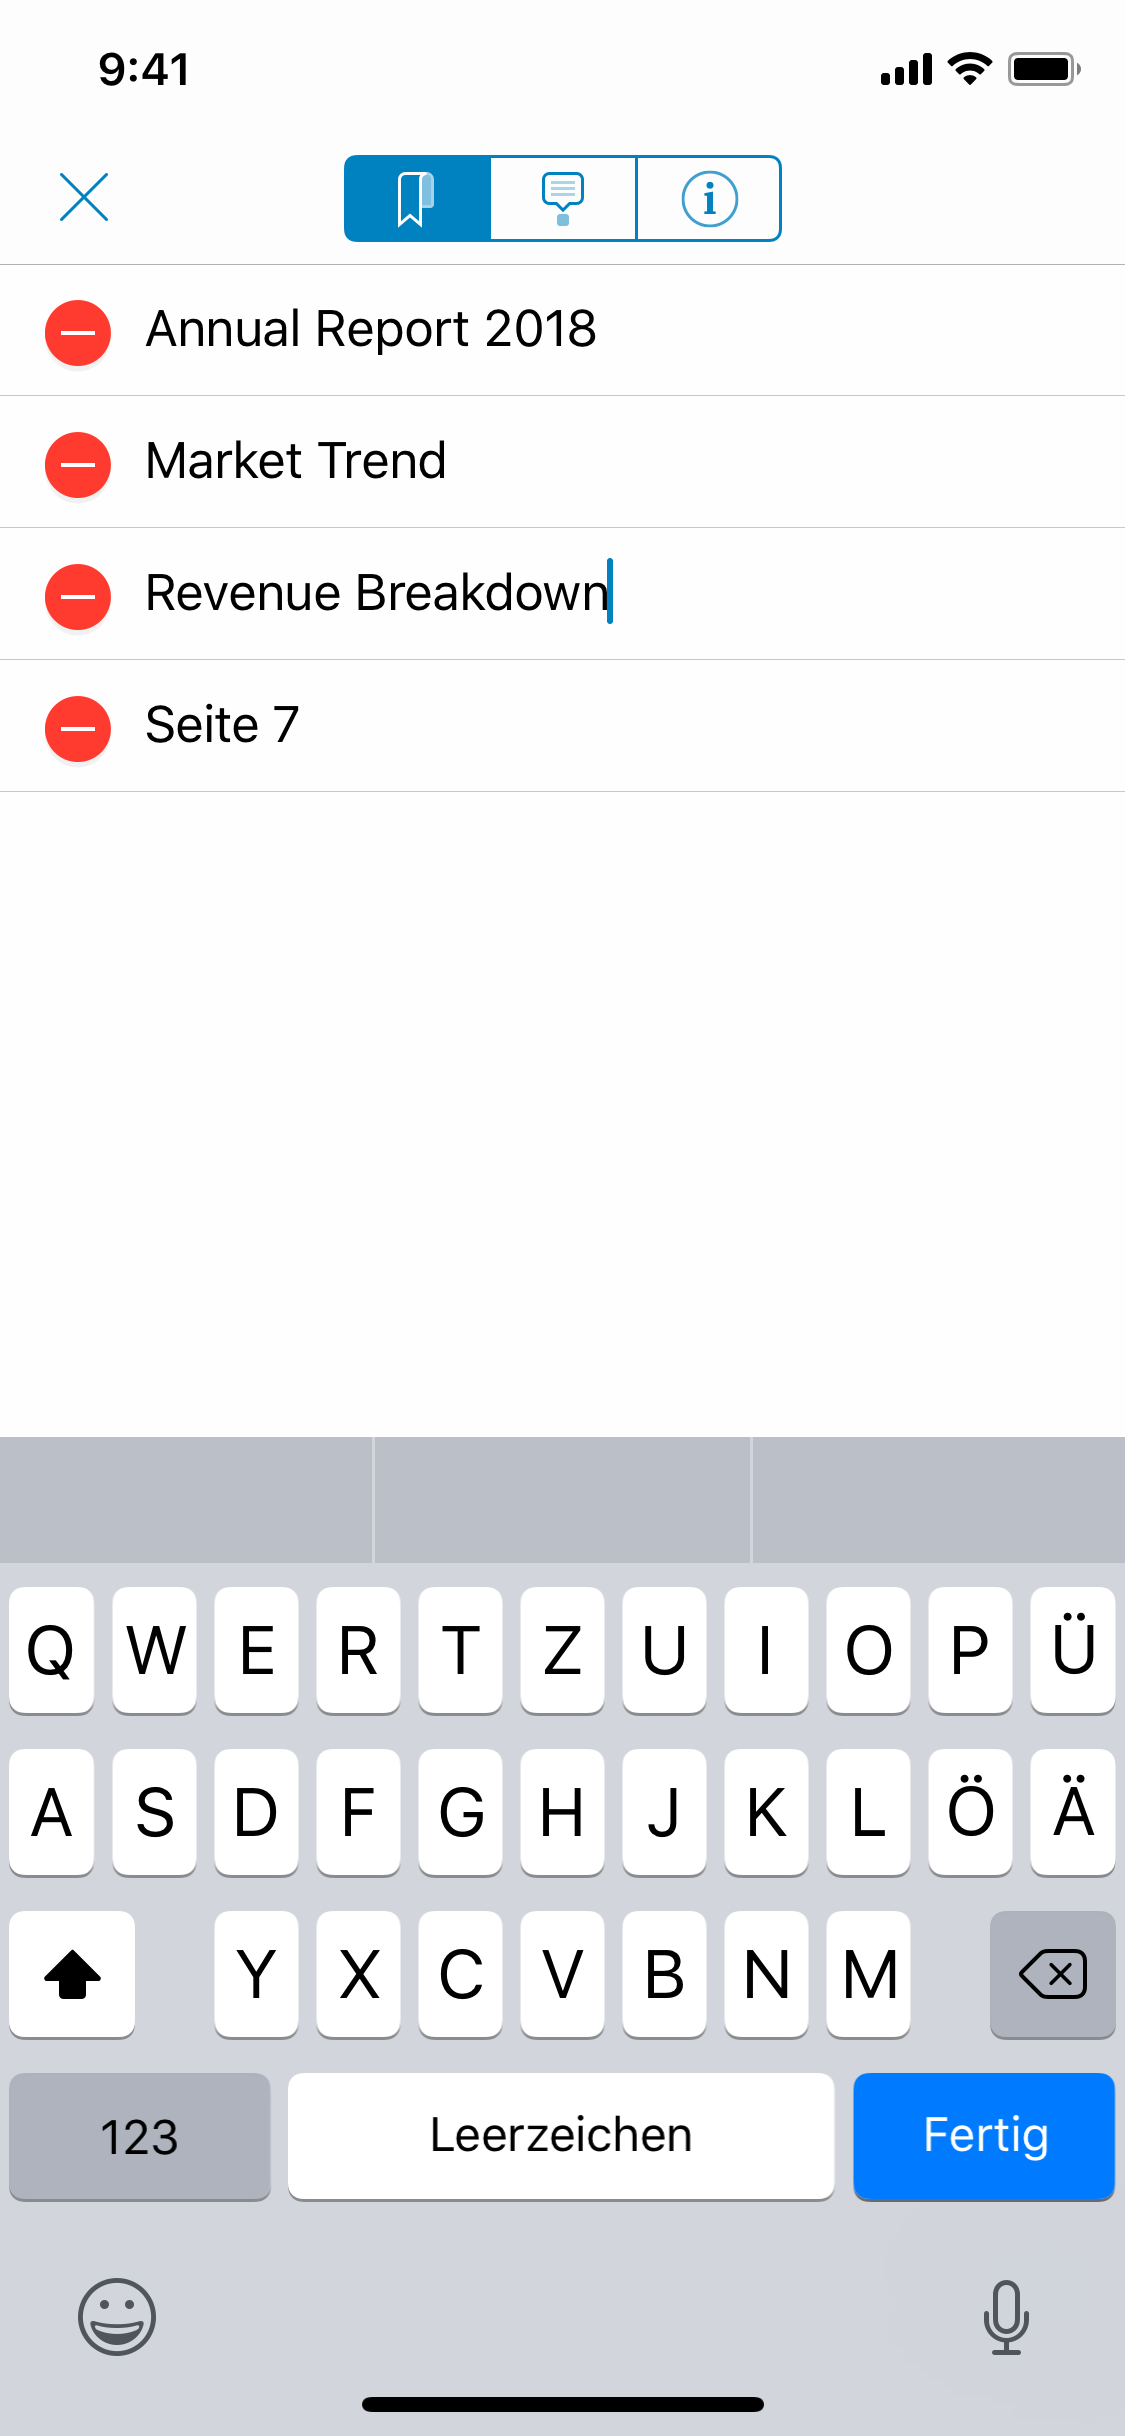 9:41
i
Annual Report 2018
Market Trend
Revenue Breakdown
Seite 7
Q W E R T Z U I O P Ü
A S D F G H J K L Ö Ä
Y X C V B N M
123 Leerzeichen Fertig